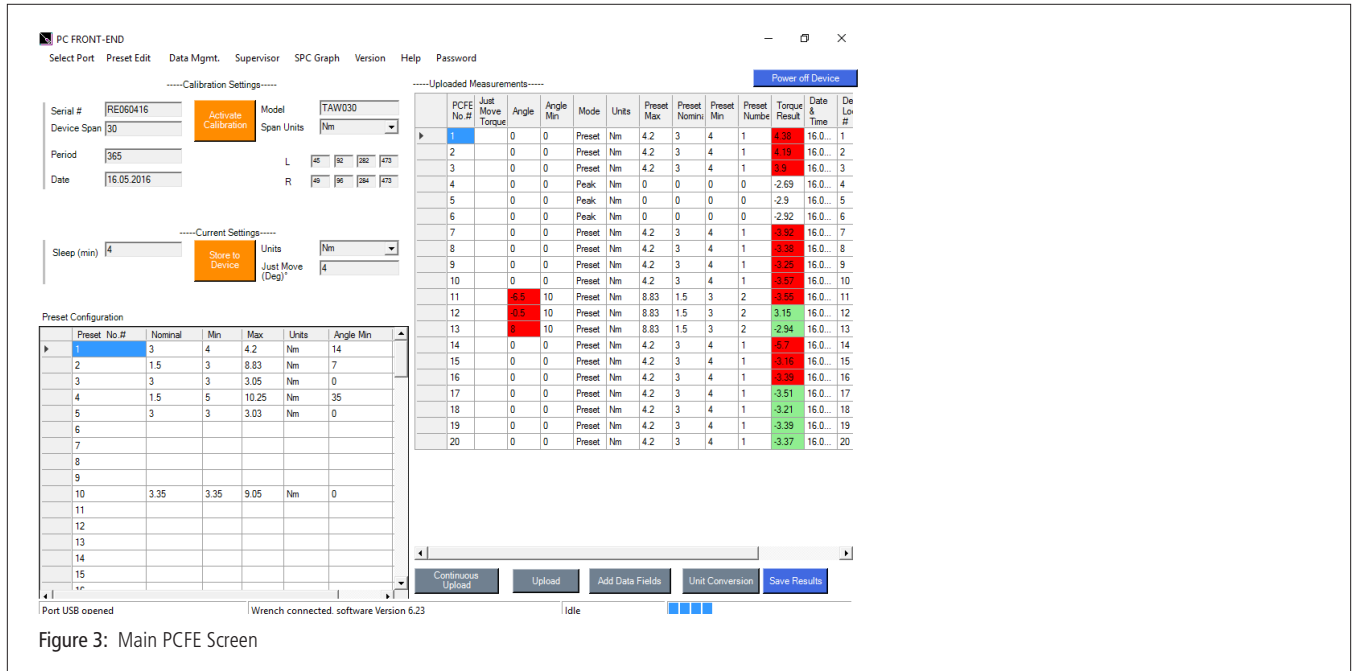 PC FRONT-END
Select Port Preset Edit Data Mgmt. Supervisor SPC Graph Version Help Password
-----Calibration Settings-----
Serial # RE060416
Activate Calibration
Model TAW030
Device Span 30
Span Units Nm
Period 365
L 45 92 282 473
Date 16.05.2016
R 49 96 284 473
-----Current Settings-----
Sleep (min) 4
Store to Device
Units Nm
Just Move (Deg)° 4
Preset Configuration
Preset No.# Nominal Min Max Units Angle Min
1 3 4 4.2 Nm 14
2 1.5 3 8.83 Nm 7
3 3 3 3.05 Nm 0
4 1.5 5 10.25 Nm 35
5 3 3 3.03 Nm 0
6
7
8
9
10 3.35 3.35 9.05 Nm 0
11
12
13
14
15
16
-----Uploaded Measurements-----
Power off Device
PCFE No.# Just Move Torque Angle Angle Min Mode Units Preset Max Preset Nomina Preset Min Preset Numbe Torque Result Date & Time De Lo #
1 0 0 Preset Nm 4.2 3 4 1 4.38 16.0... 1
2 0 0 Preset Nm 4.2 3 4 1 4.19 16.0... 2
3 0 0 Preset Nm 4.2 3 4 1 3.9 16.0... 3
4 0 0 Peak Nm 0 0 0 0 -2.69 16.0... 4
5 0 0 Peak Nm 0 0 0 0 -2.9 16.0... 5
6 0 0 Peak Nm 0 0 0 0 -2.92 16.0... 6
7 0 0 Preset Nm 4.2 3 4 1 -3.92 16.0... 7
8 0 0 Preset Nm 4.2 3 4 1 -3.38 16.0... 8
9 0 0 Preset Nm 4.2 3 4 1 -3.25 16.0... 9
10 0 0 Preset Nm 4.2 3 4 1 -3.57 16.0... 10
11 -6.5 10 Preset Nm 8.83 1.5 3 2 -3.55 16.0... 11
12 -0.5 10 Preset Nm 8.83 1.5 3 2 3.15 16.0... 12
13 8 10 Preset Nm 8.83 1.5 3 2 -2.94 16.0... 13
14 0 0 Preset Nm 4.2 3 4 1 -5.7 16.0... 14
15 0 0 Preset Nm 4.2 3 4 1 -3.16 16.0... 15
16 0 0 Preset Nm 4.2 3 4 1 -3.39 16.0... 16
17 0 0 Preset Nm 4.2 3 4 1 -3.51 16.0... 17
18 0 0 Preset Nm 4.2 3 4 1 -3.21 16.0... 18
19 0 0 Preset Nm 4.2 3 4 1 -3.39 16.0... 19
20 0 0 Preset Nm 4.2 3 4 1 -3.37 16.0... 20
Continuous Upload
Upload
Add Data Fields
Unit Conversion
Save Results
Port USB opened
Wrench connected. software Version 6.23
Idle
Figure 3: Main PCFE Screen